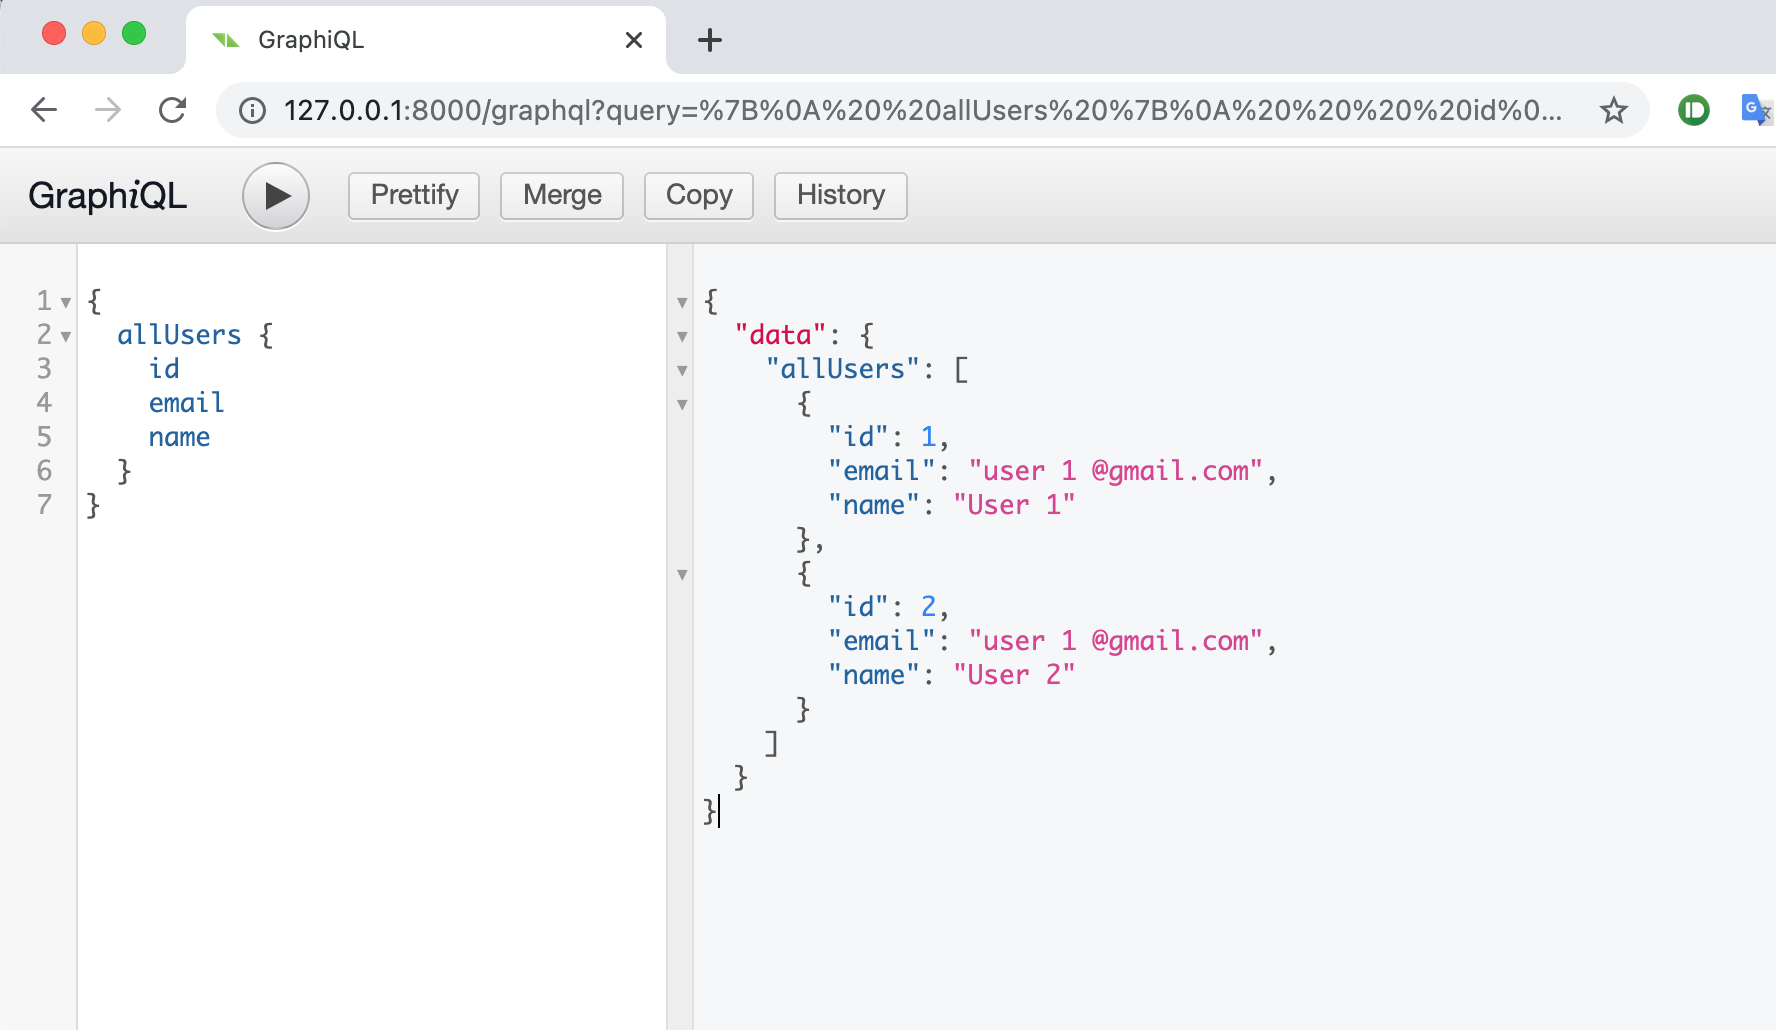 GraphiQL
127.0.0.1:8000/graphql?query=%7B%0A%20%20allUsers%20%7B%0A%20%20%20%20id%0...
GraphiQL
Prettify
Merge
Copy
History
1 {
2   allUsers {
3     id
4     email
5     name
6   }
7 }
{
  "data": {
    "allUsers": [
      {
        "id": 1,
        "email": "user 1 @gmail.com",
        "name": "User 1"
      },
      {
        "id": 2,
        "email": "user 1 @gmail.com",
        "name": "User 2"
      }
    ]
  }
}